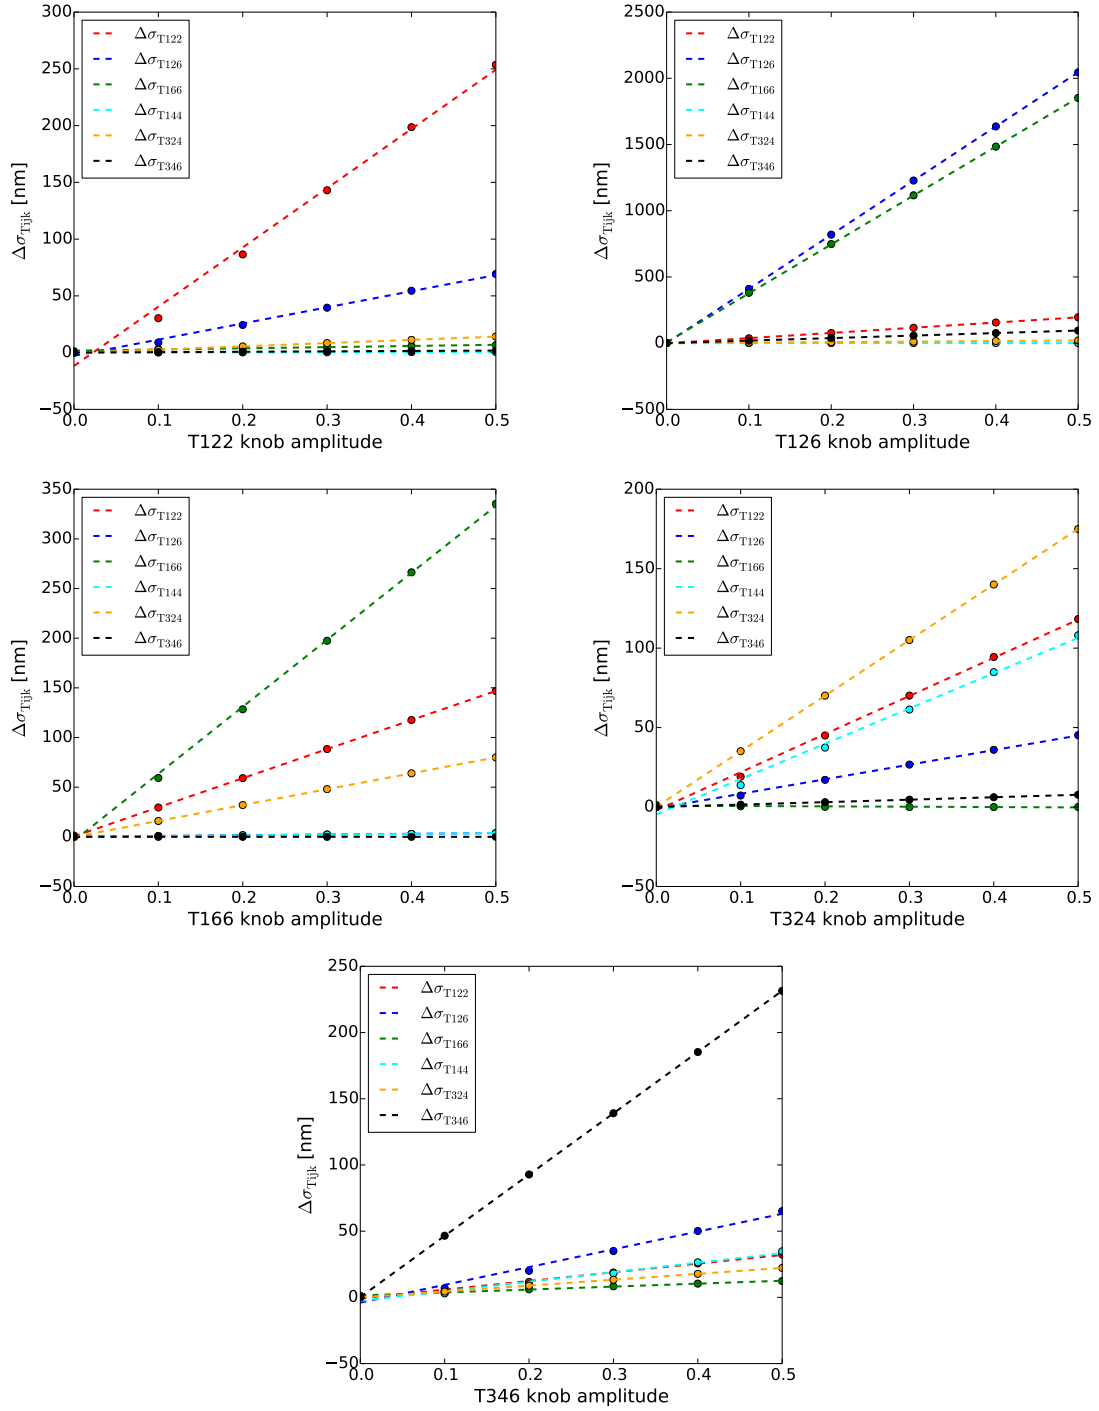 300
250
200
150
100
50
0
−50
Δσ_Tijk [nm]
Δσ_T122
Δσ_T126
Δσ_T166
Δσ_T144
Δσ_T324
Δσ_T346
0.0 0.1 0.2 0.3 0.4 0.5
T122 knob amplitude
2500
2000
1500
1000
500
0
−500
Δσ_Tijk [nm]
Δσ_T122
Δσ_T126
Δσ_T166
Δσ_T144
Δσ_T324
Δσ_T346
0.0 0.1 0.2 0.3 0.4 0.5
T126 knob amplitude
350
300
250
200
150
100
50
0
−50
Δσ_Tijk [nm]
Δσ_T122
Δσ_T126
Δσ_T166
Δσ_T144
Δσ_T324
Δσ_T346
0.0 0.1 0.2 0.3 0.4 0.5
T166 knob amplitude
200
150
100
50
0
−50
Δσ_Tijk [nm]
Δσ_T122
Δσ_T126
Δσ_T166
Δσ_T144
Δσ_T324
Δσ_T346
0.0 0.1 0.2 0.3 0.4 0.5
T324 knob amplitude
250
200
150
100
50
0
−50
Δσ_Tijk [nm]
Δσ_T122
Δσ_T126
Δσ_T166
Δσ_T144
Δσ_T324
Δσ_T346
0.0 0.1 0.2 0.3 0.4 0.5
T346 knob amplitude